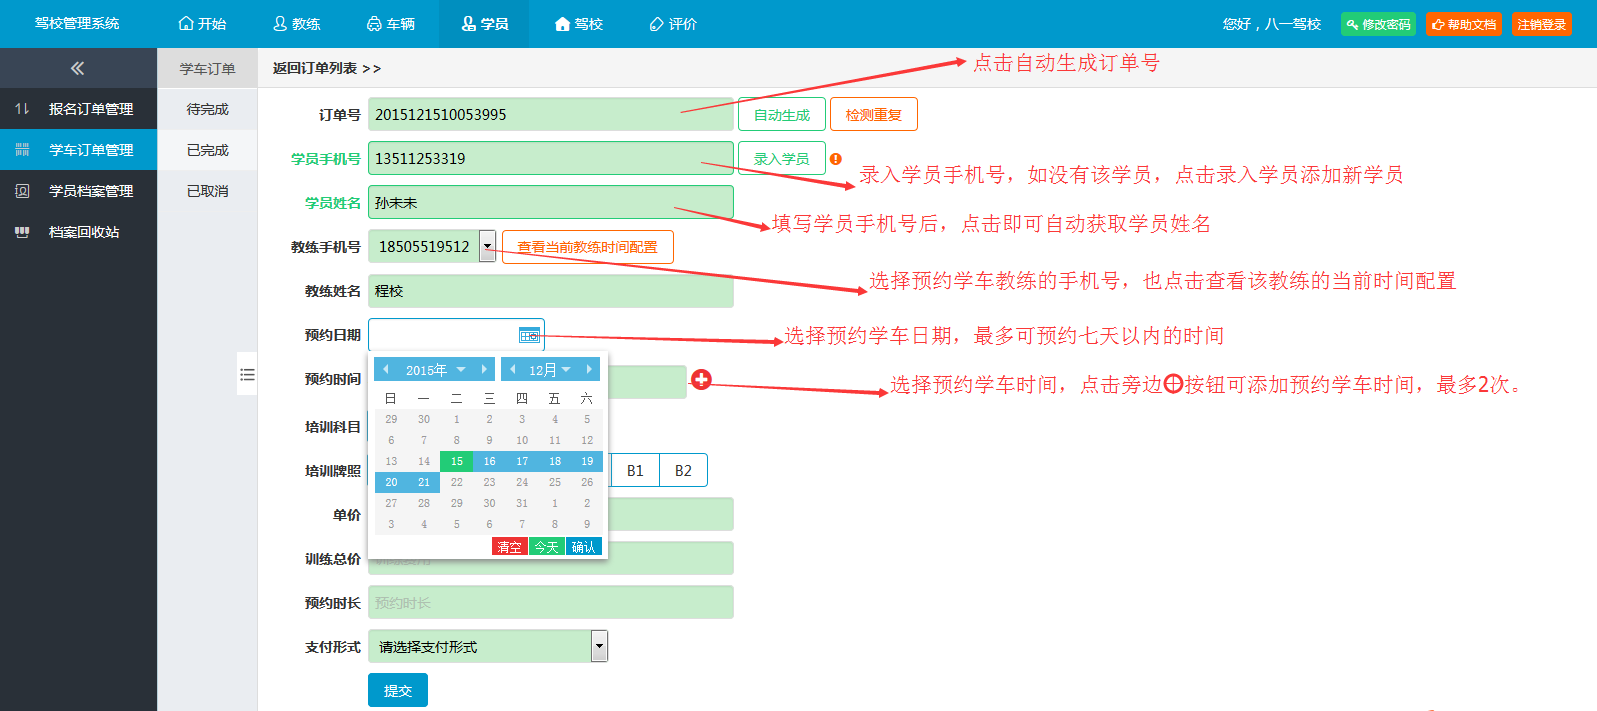 驾校管理系统
开始
教练
车辆
学员
驾校
评价
您好，八一驾校
修改密码
帮助文档
注销登录
学车订单
返回订单列表 >>
点击自动生成订单号
报名订单管理
学车订单管理
学员档案管理
档案回收站
待完成
已完成
已取消
订单号
2015121510053995
自动生成
检测重复
学员手机号
13511253319
录入学员
录入学员手机号，如没有该学员，点击录入学员添加新学员
学员姓名
孙未未
填写学员手机号后，点击即可自动获取学员姓名
教练手机号
18505519512
查看当前教练时间配置
选择预约学车教练的手机号，也点击查看该教练的当前时间配置
教练姓名
程校
预约日期
选择预约学车日期，最多可预约七天以内的时间
预约时间
选择预约学车时间，点击旁边按钮可添加预约学车时间，最多2次。
2015年
12月
日 一 二 三 四 五 六
29 30 1 2 3 4 5
6 7 8 9 10 11 12
13 14 15 16 17 18 19
20 21 22 23 24 25 26
27 28 29 30 31 1 2
3 4 5 6 7 8 9
清空
今天
确认
培训科目
培训牌照
B1
B2
单价
训练总价
预约时长
预约时长
支付形式
请选择支付形式
提交